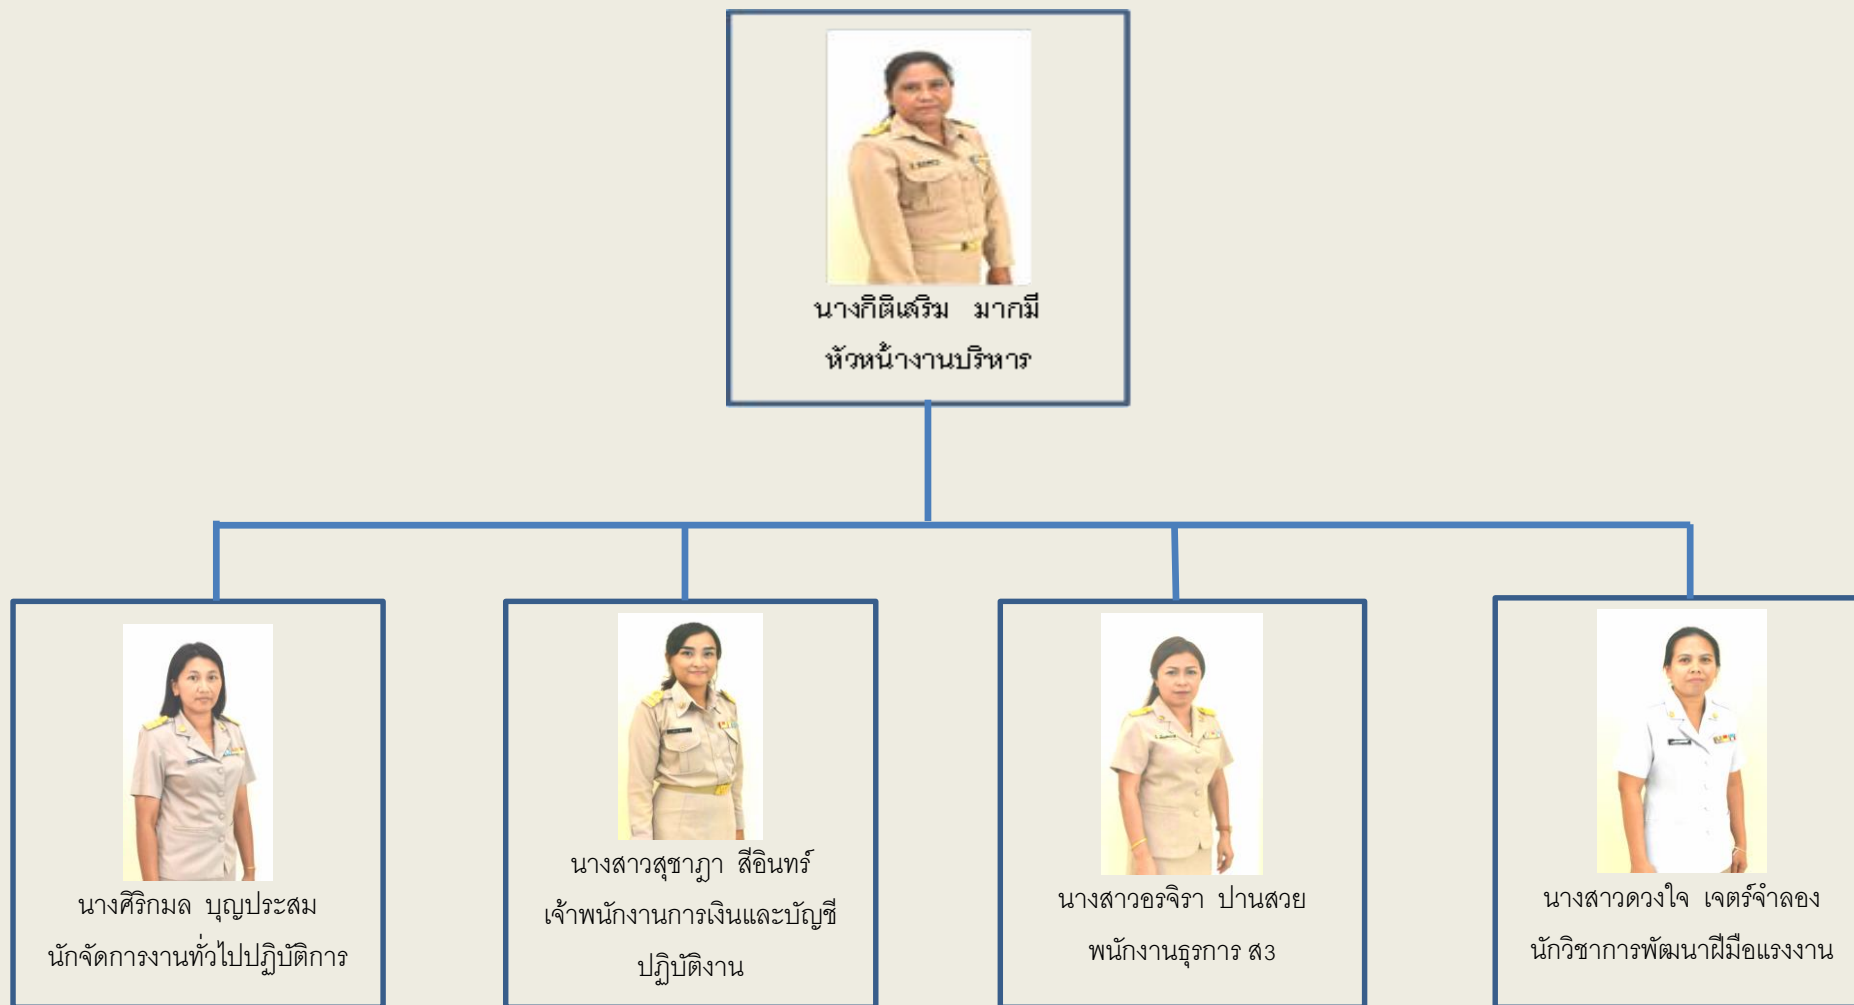 นางกิติเสริม มากมี
หัวหน้างานบริหาร
นางศิริกมล บุญประสม
นักจัดการงานทั่วไปปฏิบัติการ
นางสาวสุชาฎา สีอินทร์
เจ้าพนักงานการเงินและบัญชี
ปฏิบัติงาน
นางสาวอรจิรา ปานสวย
พนักงานธุรการ ส3
นางสาวดวงใจ เจตร์จำลอง
นักวิชาการพัฒนาฝีมือแรงงาน